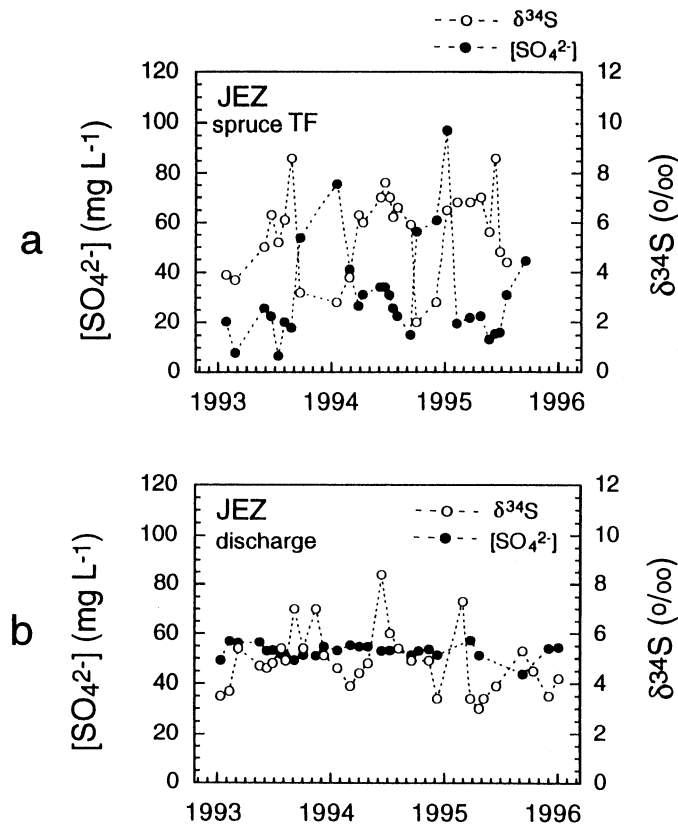 δ³⁴S
[SO₄²⁻]
120 12
JEZ
spruce TF
100 10
80 8
60 6
40 4
20 2
0 0
1993 1994 1995 1996
[SO₄²⁻] (mg L⁻¹)
δ³⁴S (o/oo)
a
120 12
JEZ δ³⁴S
discharge [SO₄²⁻]
100 10
80 8
60 6
40 4
20 2
0 0
1993 1994 1995 1996
[SO₄²⁻] (mg L⁻¹)
δ³⁴S (o/oo)
b